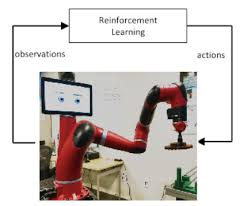 Reinforcement
Learning
observations
actions